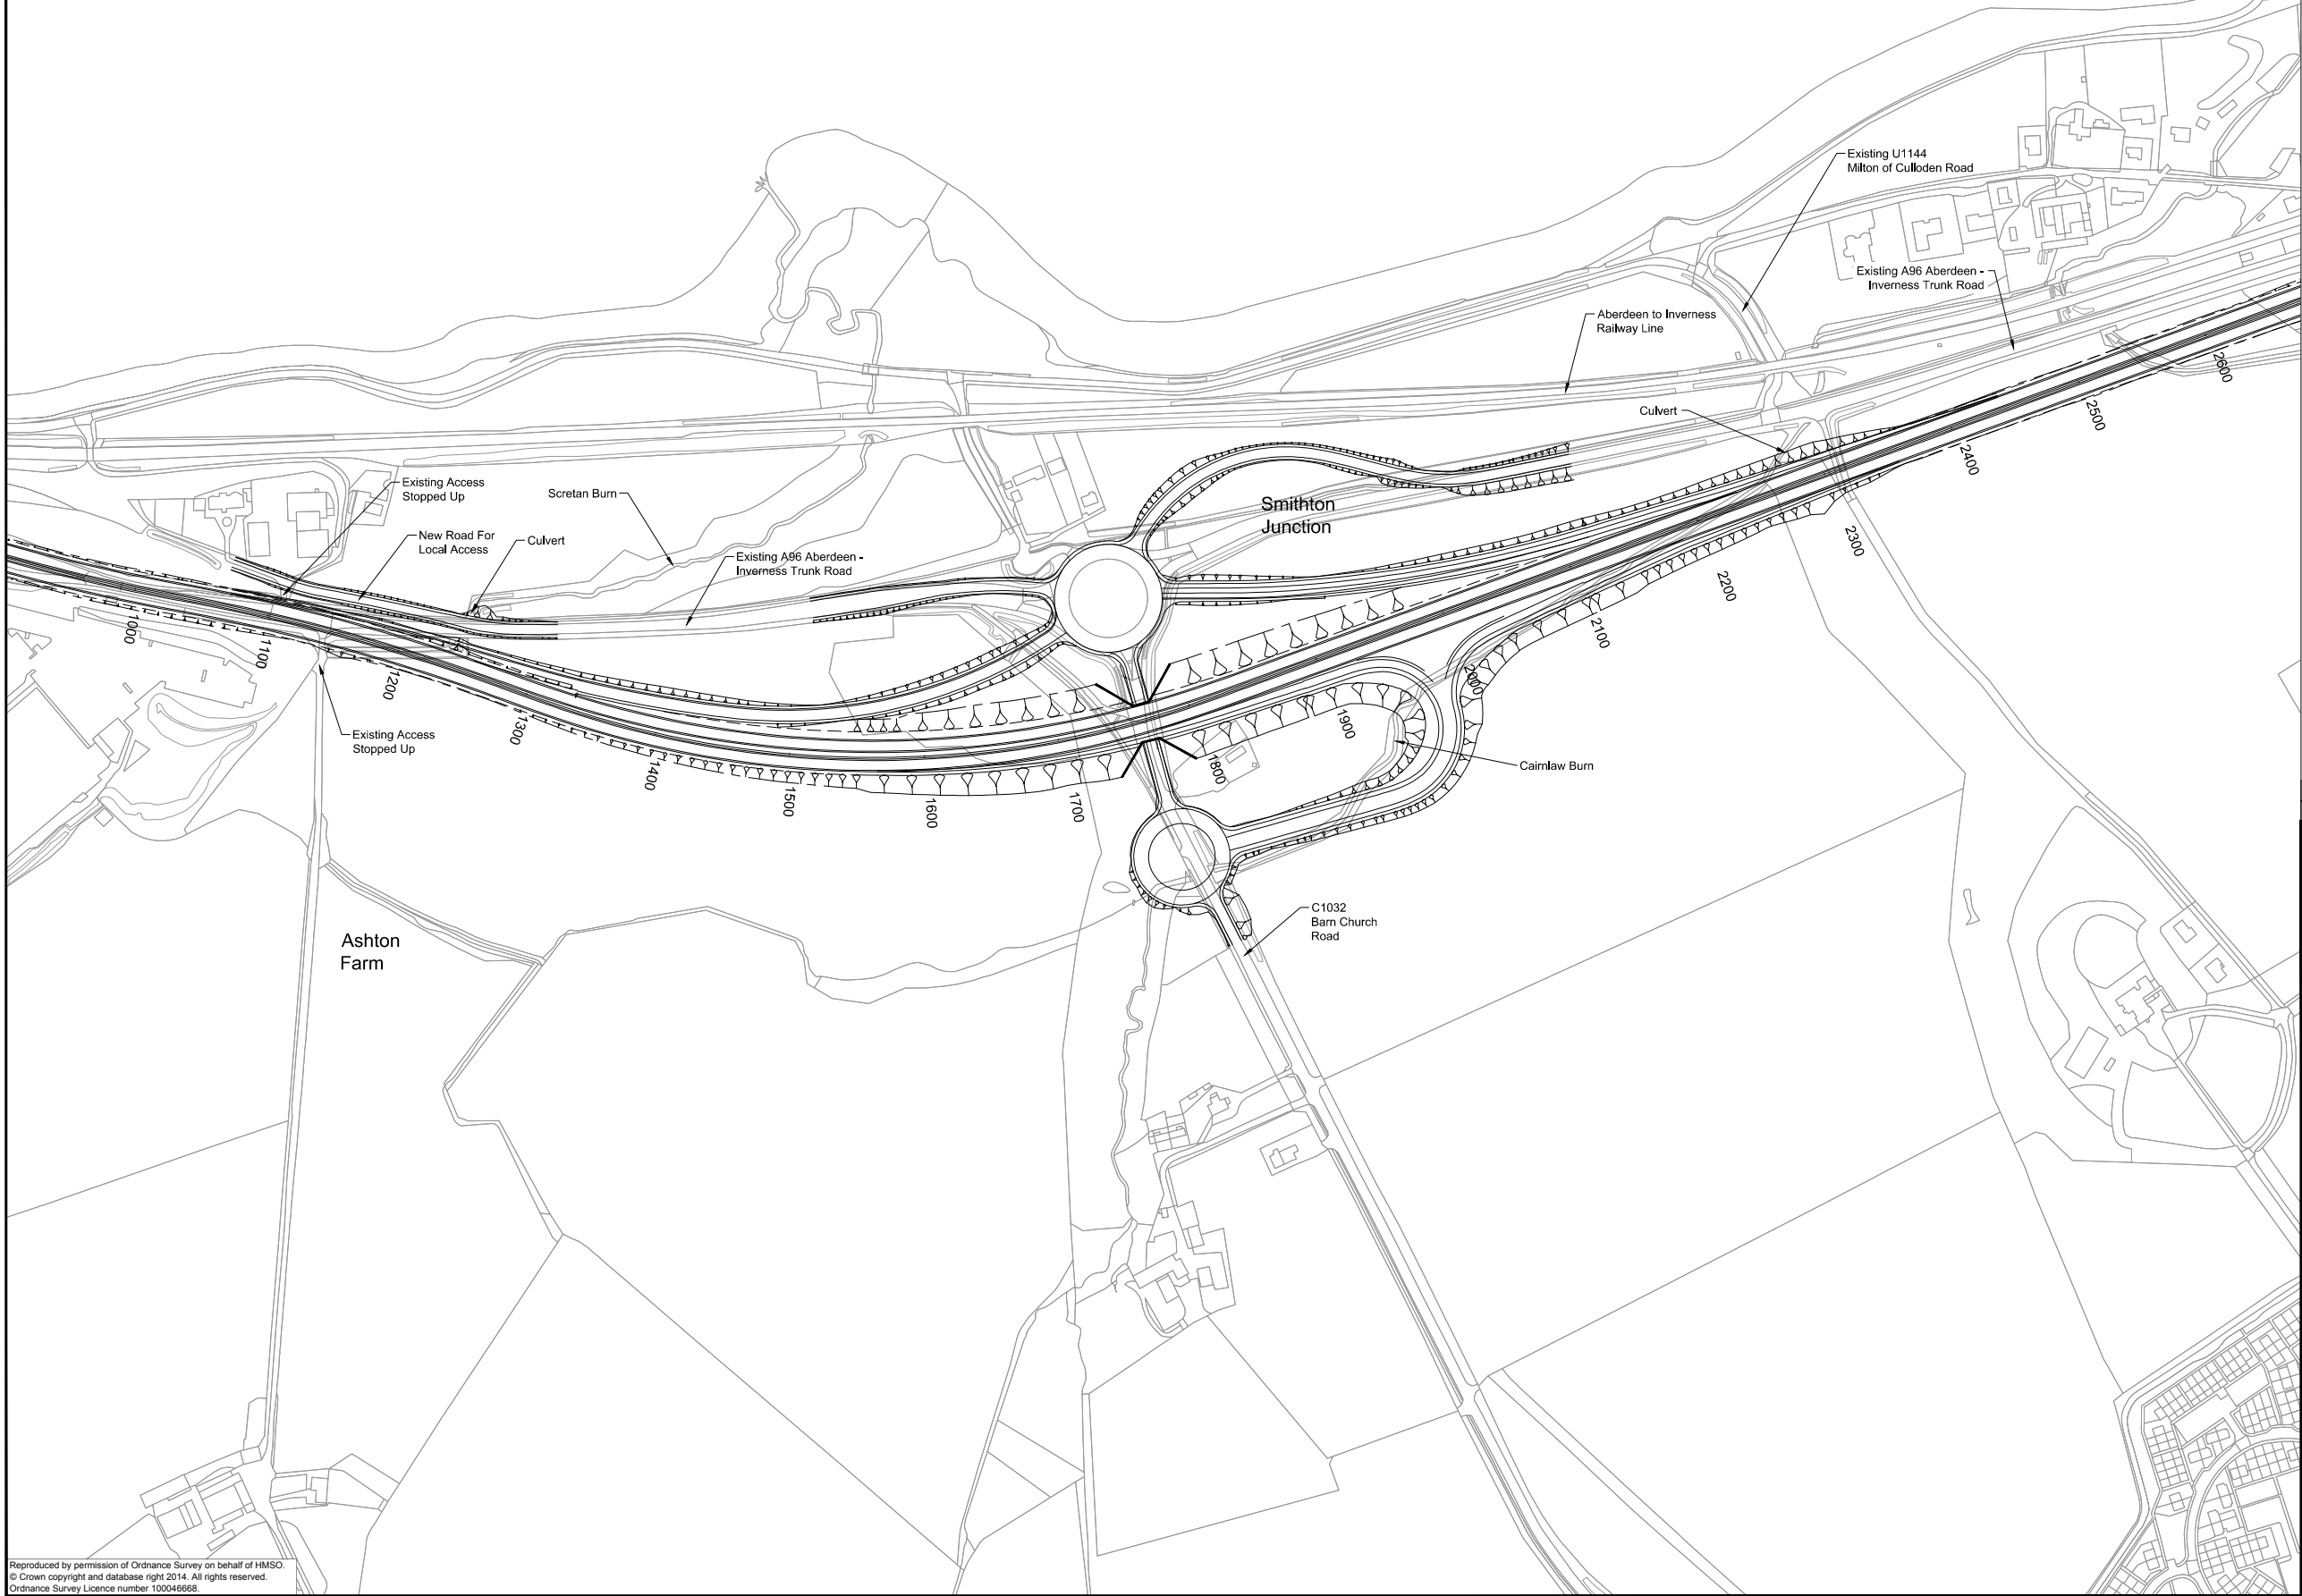 Existing U1144
Milton of Culloden Road
Existing A96 Aberdeen -
Inverness Trunk Road
Aberdeen to Inverness
Railway Line
Culvert
2600
2500
2400
2300
2200
2100
2000
1900
1800
1700
1600
1500
1400
1300
1200
1100
1000
Smithton
Junction
Existing Access
Stopped Up
Scretan Burn
New Road For
Local Access
Culvert
Existing A96 Aberdeen -
Inverness Trunk Road
Existing Access
Stopped Up
Cairnlaw Burn
C1032
Barn Church
Road
Ashton
Farm
Reproduced by permission of Ordnance Survey on behalf of HMSO.
© Crown copyright and database right 2014. All rights reserved.
Ordnance Survey Licence number 100046668.